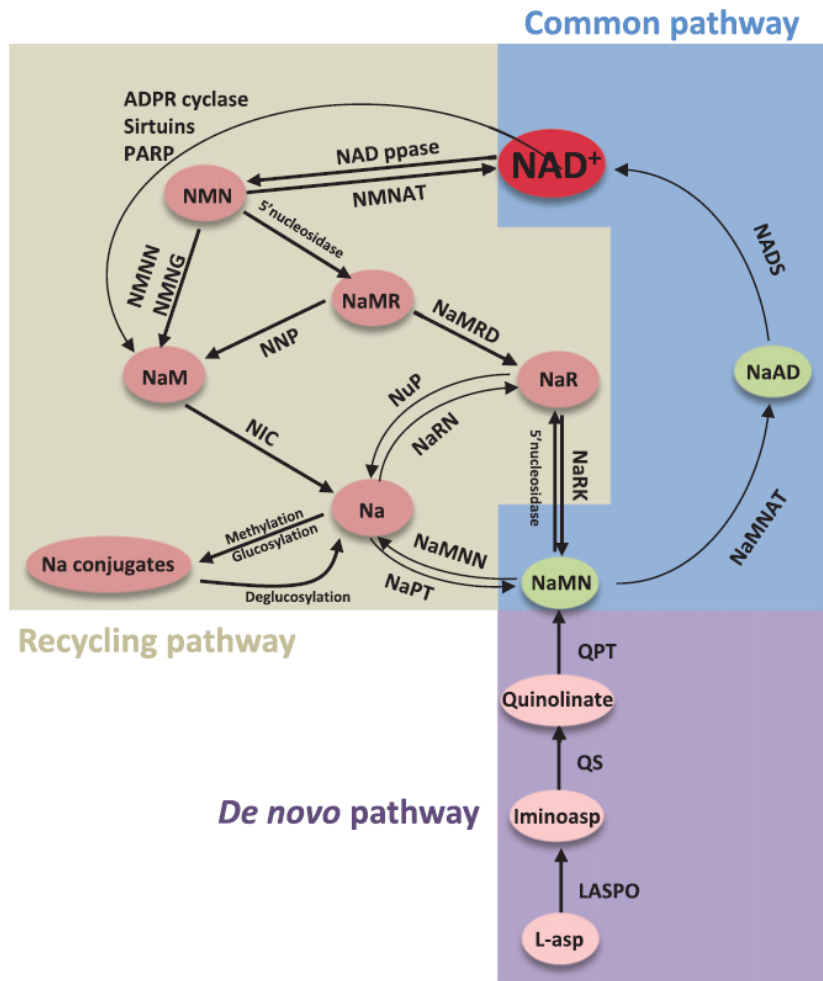 Common pathway
ADPR cyclase
Sirtuins
PARP
NAD ppase
NAD+
NMN
NMNAT
5'nucleosidase
NMNN
NMNG
NaMR
NADS
NaMRD
NNP
NaM
NaR
NaAD
NuP
NaRN
NIC
5'nucleosidase
NaRK
Na
Methylation
Glucosylation
NaMNN
NaMNAT
Na conjugates
NaPT
NaMN
Deglucosylation
Recycling pathway
QPT
Quinolinate
QS
De novo pathway
Iminoasp
LASPO
L-asp